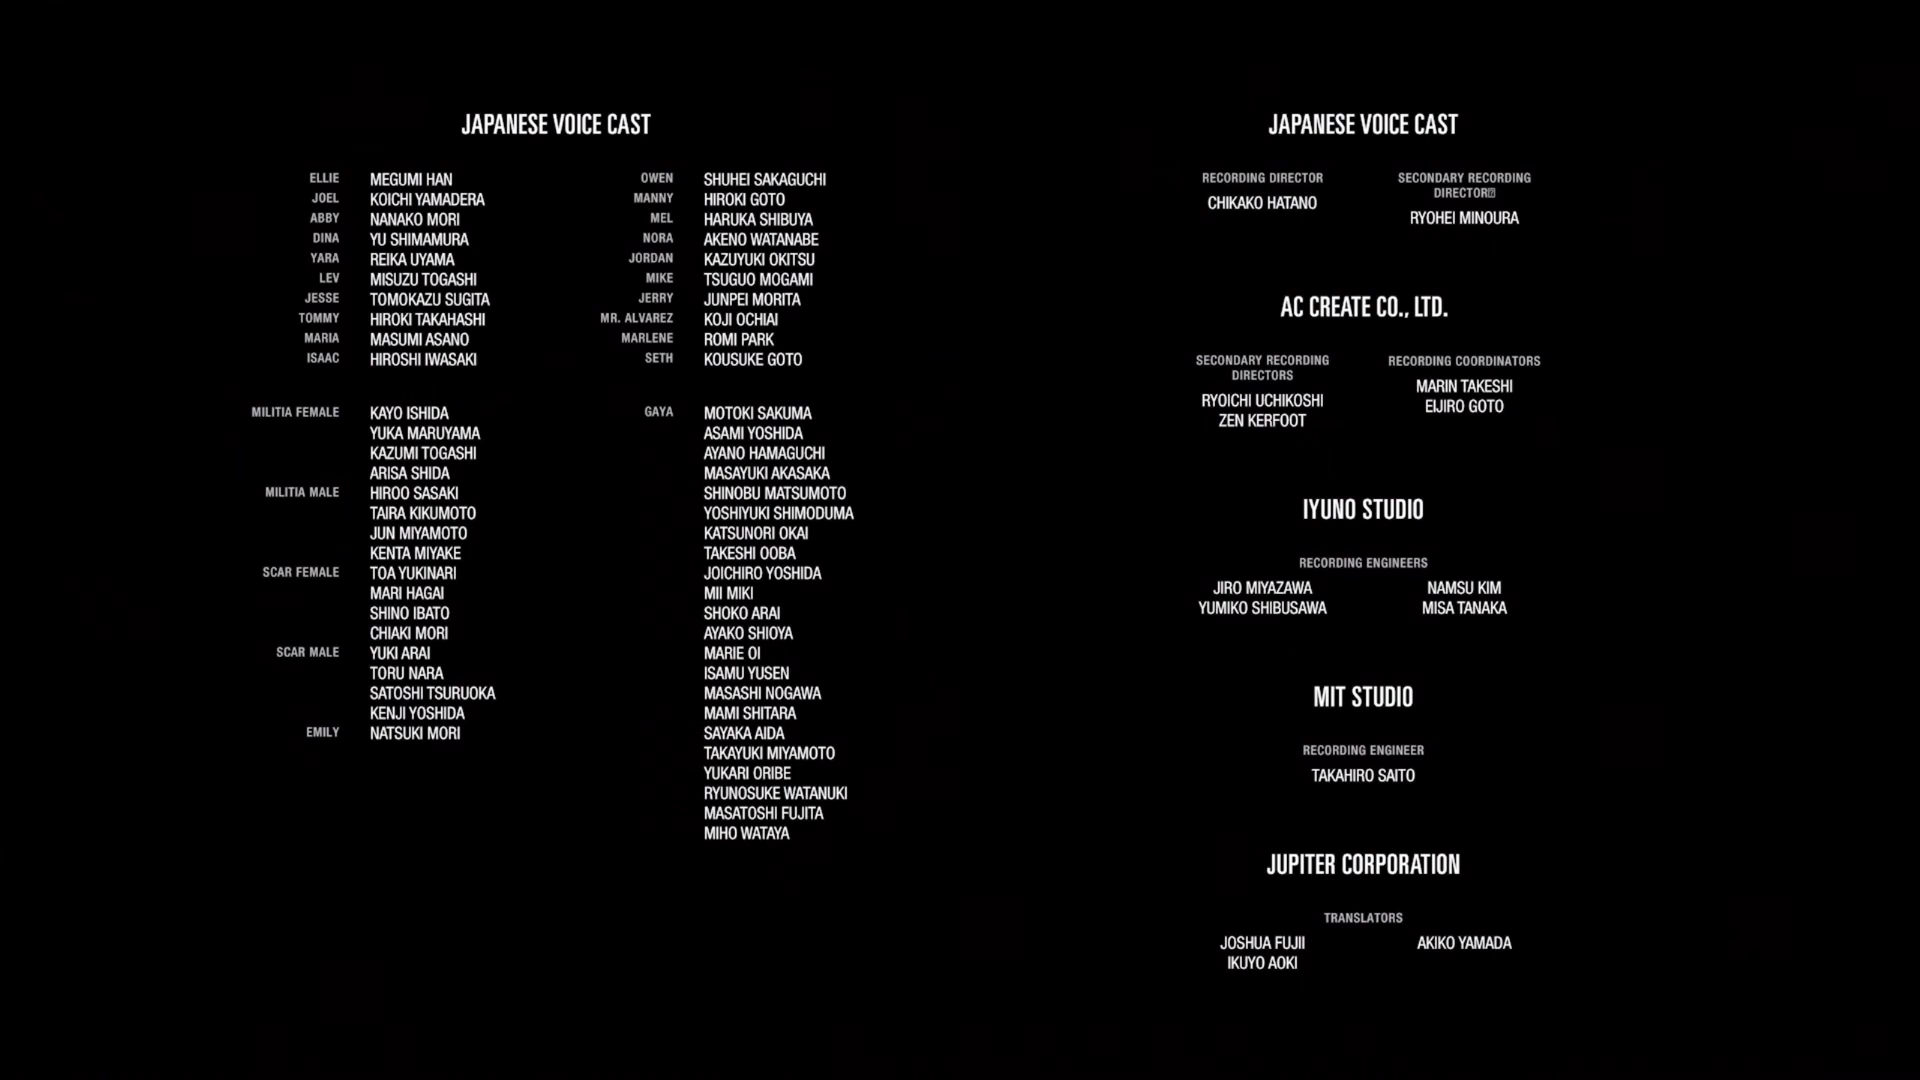 JAPANESE VOICE CAST
ELLIE MEGUMI HAN
JOEL KOICHI YAMADERA
ABBY NANAKO MORI
DINA YU SHIMAMURA
YARA REIKA UYAMA
LEV MISUZU TOGASHI
JESSE TOMOKAZU SUGITA
TOMMY HIROKI TAKAHASHI
MARIA MASUMI ASANO
ISAAC HIROSHI IWASAKI
OWEN SHUHEI SAKAGUCHI
MANNY HIROKI GOTO
MEL HARUKA SHIBUYA
NORA AKENO WATANABE
JORDAN KAZUYUKI OKITSU
MIKE TSUGUO MOGAMI
JERRY JUNPEI MORITA
MR. ALVAREZ KOJI OCHIAI
MARLENE ROMI PARK
SETH KOUSUKE GOTO
MILITIA FEMALE KAYO ISHIDA
YUKA MARUYAMA
KAZUMI TOGASHI
ARISA SHIDA
MILITIA MALE HIROO SASAKI
TAIRA KIKUMOTO
JUN MIYAMOTO
KENTA MIYAKE
SCAR FEMALE TOA YUKINARI
MARI HAGAI
SHINO IBATO
CHIAKI MORI
SCAR MALE YUKI ARAI
TORU NARA
SATOSHI TSURUOKA
KENJI YOSHIDA
EMILY NATSUKI MORI
GAYA MOTOKI SAKUMA
ASAMI YOSHIDA
AYANO HAMAGUCHI
MASAYUKI AKASAKA
SHINOBU MATSUMOTO
YOSHIYUKI SHIMODUMA
KATSUNORI OKAI
TAKESHI OOBA
JOICHIRO YOSHIDA
MII MIKI
SHOKO ARAI
AYAKO SHIOYA
MARIE OI
ISAMU YUSEN
MASASHI NOGAWA
MAMI SHITARA
SAYAKA AIDA
TAKAYUKI MIYAMOTO
YUKARI ORIBE
RYUNOSUKE WATANUKI
MASATOSHI FUJITA
MIHO WATAYA
JAPANESE VOICE CAST
RECORDING DIRECTOR
CHIKAKO HATANO
SECONDARY RECORDING
DIRECTOR
RYOHEI MINOURA
AC CREATE CO., LTD.
SECONDARY RECORDING
DIRECTORS
RYOICHI UCHIKOSHI
ZEN KERFOOT
RECORDING COORDINATORS
MARIN TAKESHI
EIJIRO GOTO
IYUNO STUDIO
RECORDING ENGINEERS
JIRO MIYAZAWA
YUMIKO SHIBUSAWA
NAMSU KIM
MISA TANAKA
MIT STUDIO
RECORDING ENGINEER
TAKAHIRO SAITO
JUPITER CORPORATION
TRANSLATORS
JOSHUA FUJII
IKUYO AOKI
AKIKO YAMADA